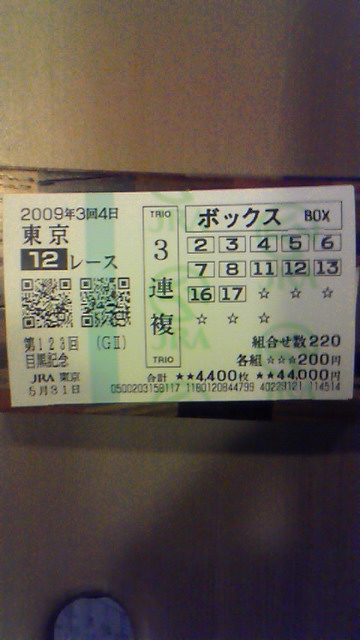 2009年3回4日
東京
12レース
第123回 (GⅡ)
目黒記念
JRA 東京
5月31日
TRIO
3連複
TRIO
ボックス BOX
2 3 4 5 6
7 8 11 12 13
16 17 ☆ ☆ ☆
☆ ☆ ☆
組合せ数220
各組 ☆☆☆200円
合計 ★★4,400枚 ★★44,000円
0500203158117 1180120844799 40229121 114514